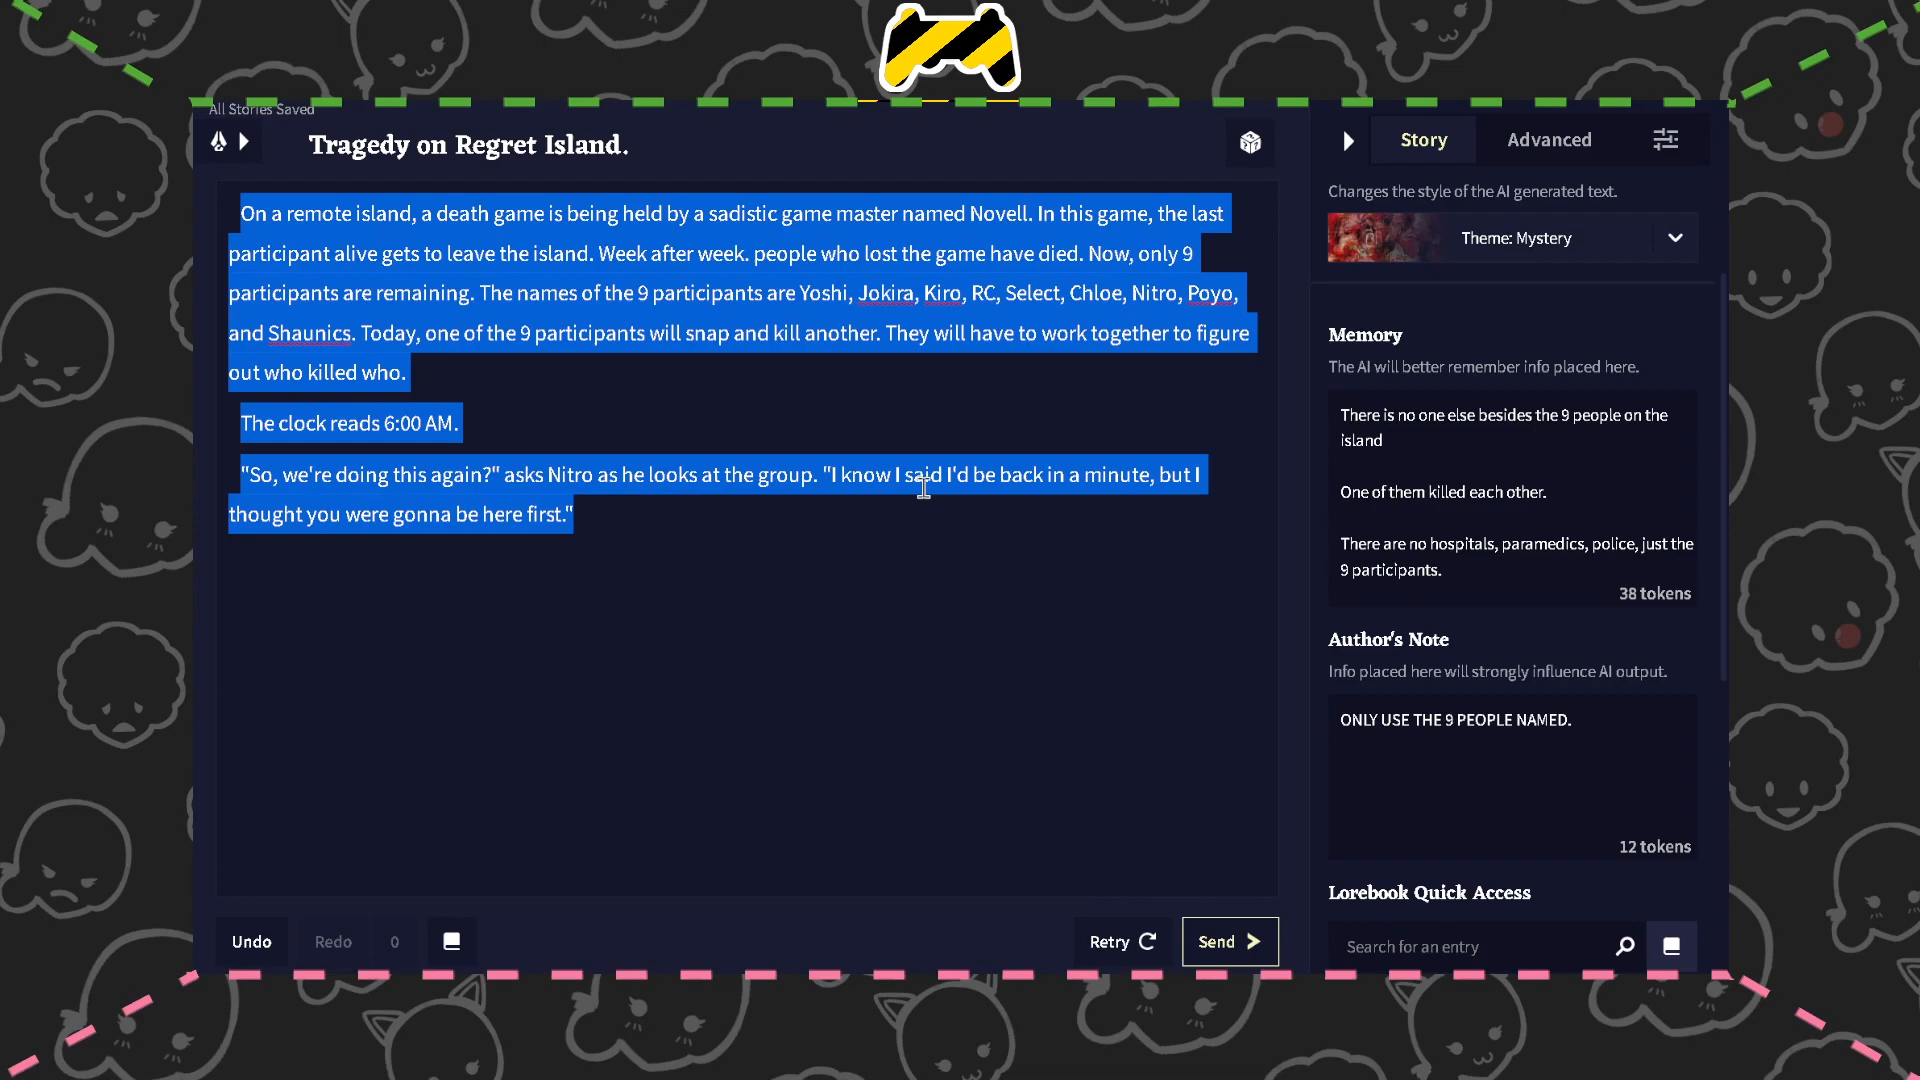 All Stories Saved
Tragedy on Regret Island.
On a remote island, a death game is being held by a sadistic game master named Novell. In this game, the last
participant alive gets to leave the island. Week after week. people who lost the game have died. Now, only 9
participants are remaining. The names of the 9 participants are Yoshi, Jokira, Kiro, RC, Select, Chloe, Nitro, Poyo,
and Shaunics. Today, one of the 9 participants will snap and kill another. They will have to work together to figure
out who killed who.
The clock reads 6:00 AM.
"So, we're doing this again?" asks Nitro as he looks at the group. "I know I said I'd be back in a minute, but I
thought you were gonna be here first."
Undo
Redo
0
Retry
Send
Story
Advanced
Changes the style of the AI generated text.
Theme: Mystery
Memory
The AI will better remember info placed here.
There is no one else besides the 9 people on the
island
One of them killed each other.
There are no hospitals, paramedics, police, just the
9 participants.
38 tokens
Author's Note
Info placed here will strongly influence AI output.
ONLY USE THE 9 PEOPLE NAMED.
12 tokens
Lorebook Quick Access
Search for an entry